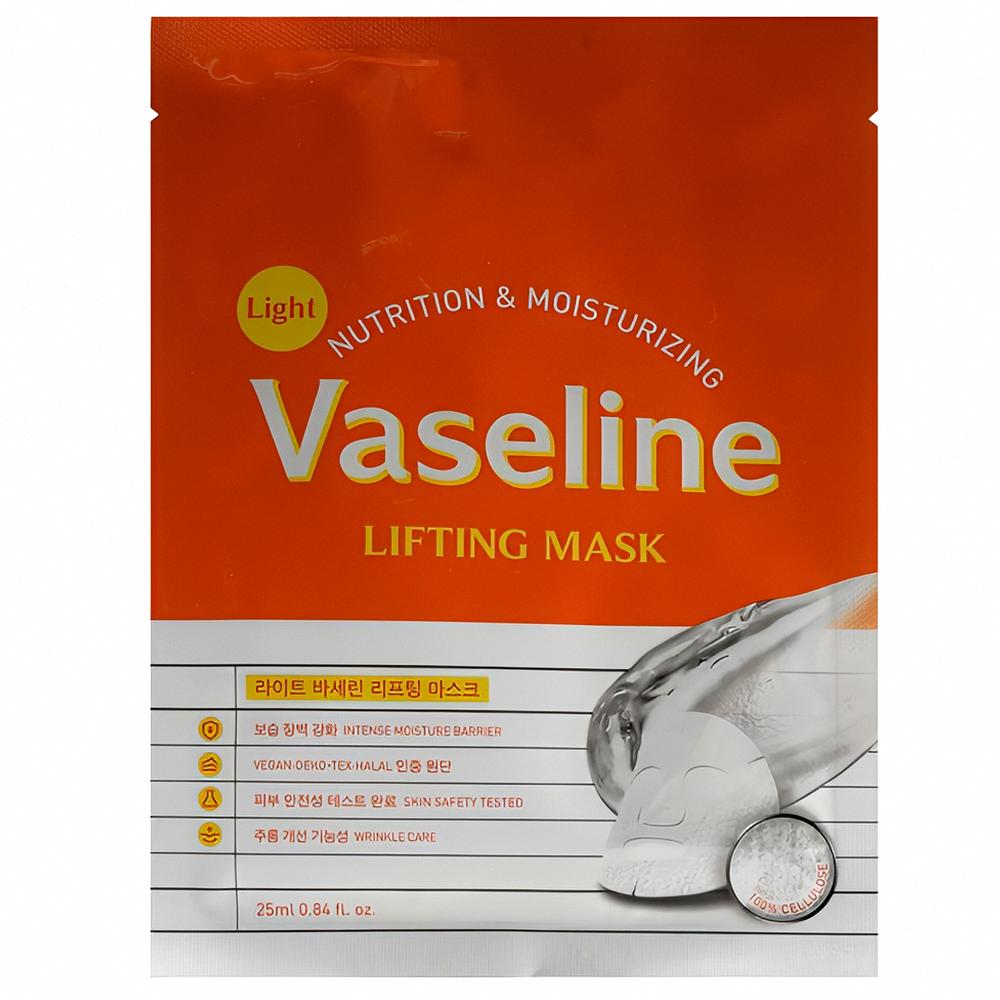 Light
NUTRITION & MOISTURIZING
Vaseline
LIFTING MASK
라이트 바세린 리프팅 마스크
보습 장벽 강화 INTENSE MOISTURE BARRIER
VEGAN·OEKO-TEX·HALAL 인증 원단
피부 안전성 테스트 완료 SKIN SAFETY TESTED
주름 개선 기능성 WRINKLE CARE
100% CELLULOSE
25ml 0,84 fl. oz.